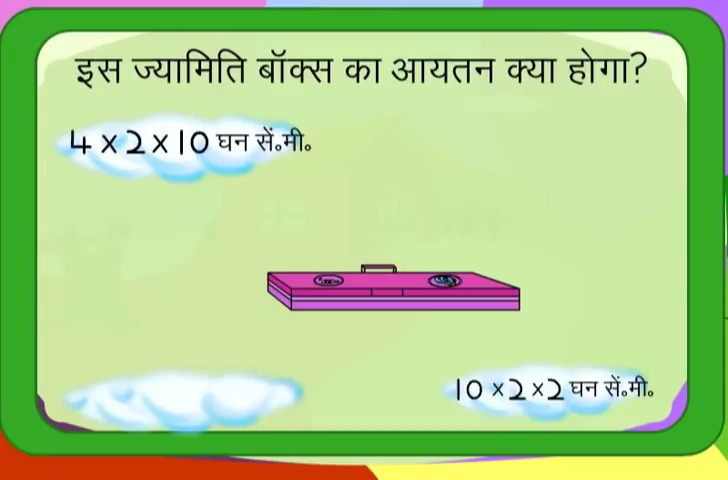 इस ज्यामिति बॉक्स का आयतन क्या होगा?
4 x 2 x 10 घन सें॰मी॰
10 x 2 x 2 घन सें॰मी॰